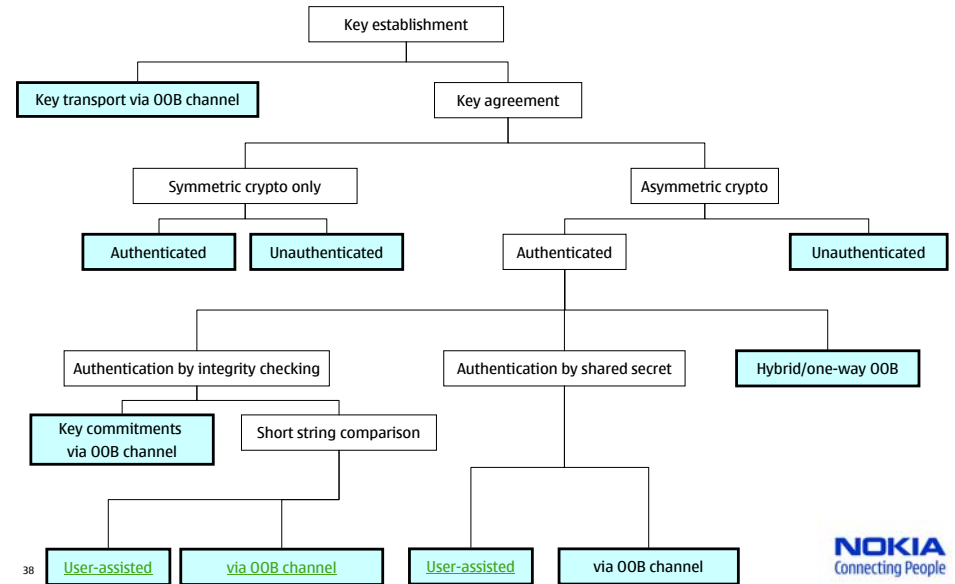 Key establishment
Key transport via OOB channel
Key agreement
Symmetric crypto only
Asymmetric crypto
Authenticated
Unauthenticated
Authenticated
Unauthenticated
Authentication by integrity checking
Authentication by shared secret
Hybrid/one-way OOB
Key commitments
via OOB channel
Short string comparison
38
User-assisted
via OOB channel
User-assisted
via OOB channel
NOKIA
Connecting People